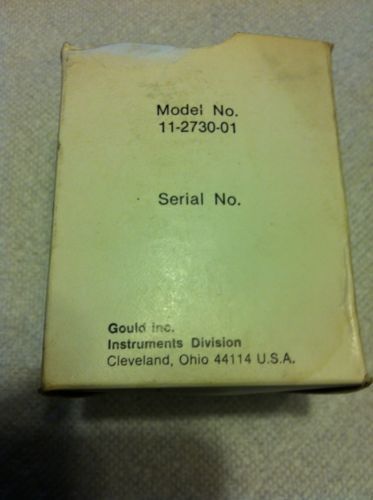 Model No.
11-2730-01
Serial No.
Gould Inc.
Instruments Division
Cleveland, Ohio 44114 U.S.A.